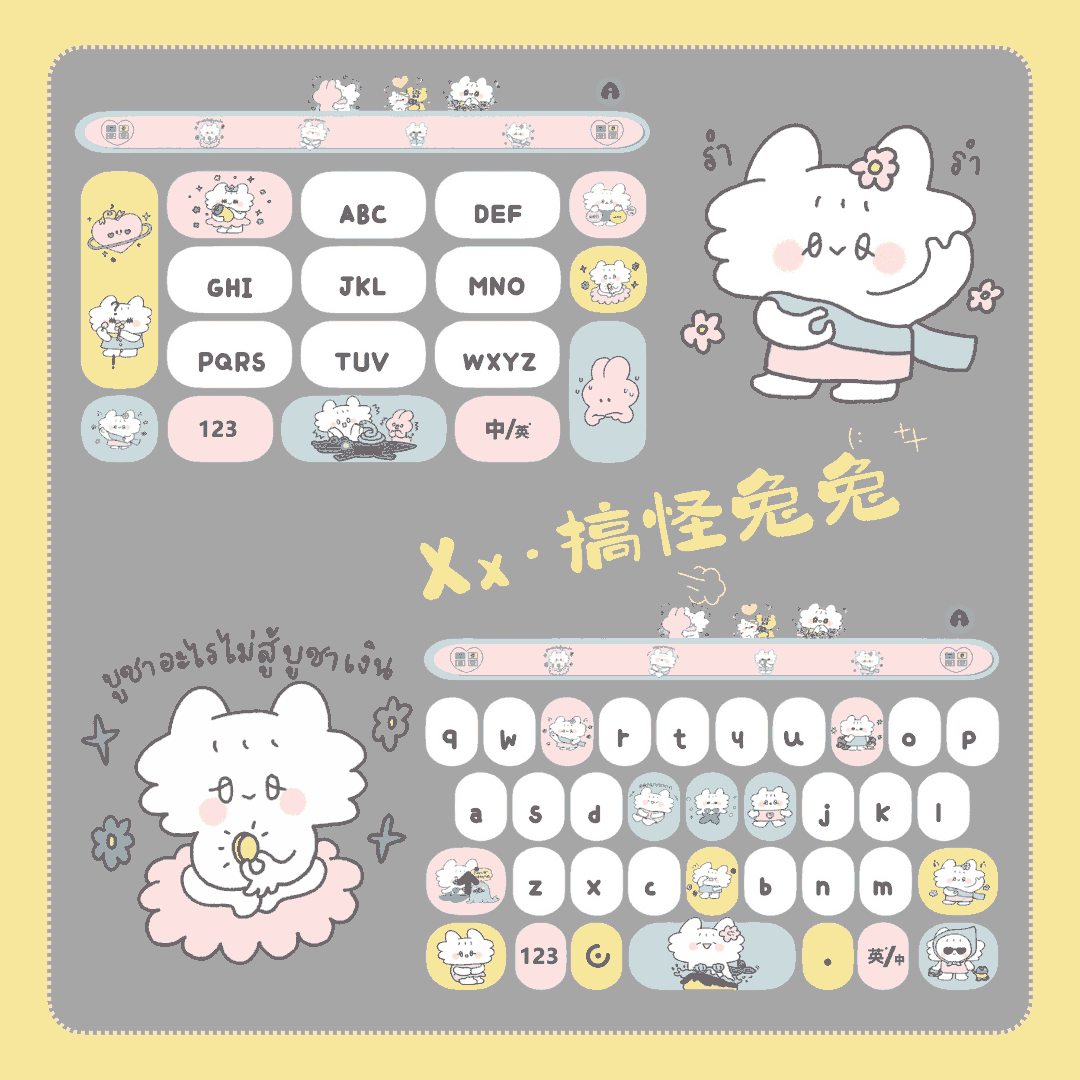 A
ABC DEF
GHI JKL MNO
PQRS TUV WXYZ
123 中/英
รำ รำ
Xx·搞怪兔兔
บูชาอะไรไม่สู้บูชาเงิน
A
q w r t y u o p
a s d j k l
z x c b n m
123 . 英/中